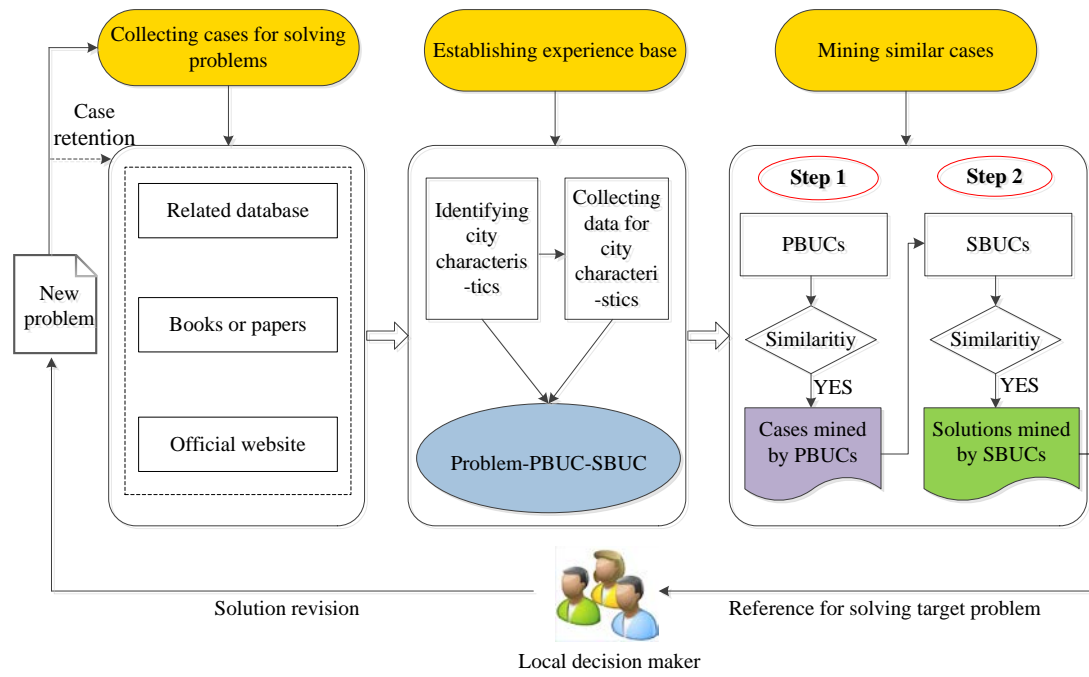 Collecting cases for solving
problems
Establishing experience base
Mining similar cases
Case
retention
New
problem
Related database
Books or papers
Official website
Identifying
city
characteris
-tics
Collecting
data for
city
characteri
-stics
Problem-PBUC-SBUC
Step 1
Step 2
PBUCs
SBUCs
Similaritiy
Similaritiy
YES
YES
Cases mined
by PBUCs
Solutions mined
by SBUCs
Solution revision
Reference for solving target problem
Local decision maker